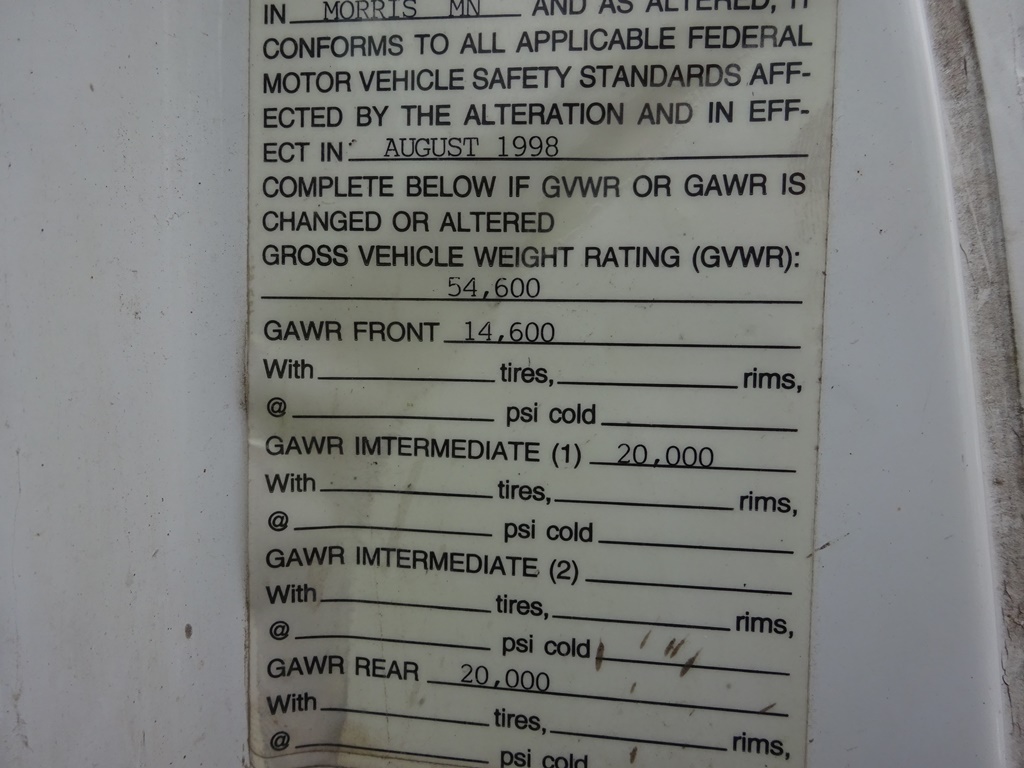 IN MORRIS MN AND AS ALTERED, IT
CONFORMS TO ALL APPLICABLE FEDERAL
MOTOR VEHICLE SAFETY STANDARDS AFF-
ECTED BY THE ALTERATION AND IN EFF-
ECT IN: AUGUST 1998
COMPLETE BELOW IF GVWR OR GAWR IS
CHANGED OR ALTERED
GROSS VEHICLE WEIGHT RATING (GVWR):
54,600
GAWR FRONT 14,600
With tires, rims,
@ psi cold
GAWR IMTERMEDIATE (1) 20,000
With tires, rims,
@ psi cold
GAWR IMTERMEDIATE (2)
With tires, rims,
@ psi cold
GAWR REAR 20,000
With tires, rims,
@ psi cold